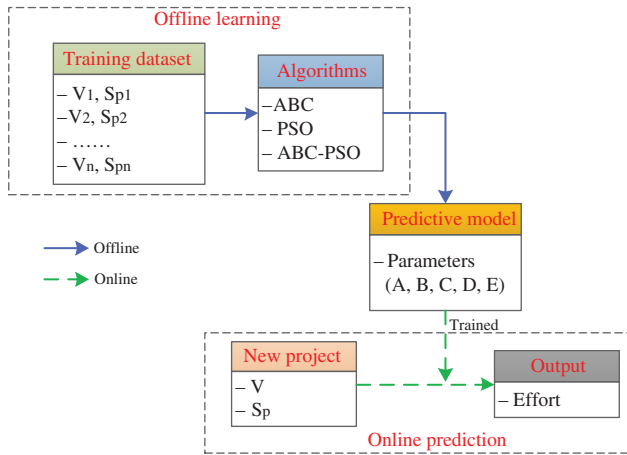 Offline learning
Training dataset
– V1, Sp1
–V2, Sp2
– ……
– Vn, Spn
Algorithms
–ABC
– PSO
– ABC-PSO
Predictive model
– Parameters
(A, B, C, D, E)
Offline
Online
Trained
New project
– V
– Sp
Output
– Effort
Online prediction